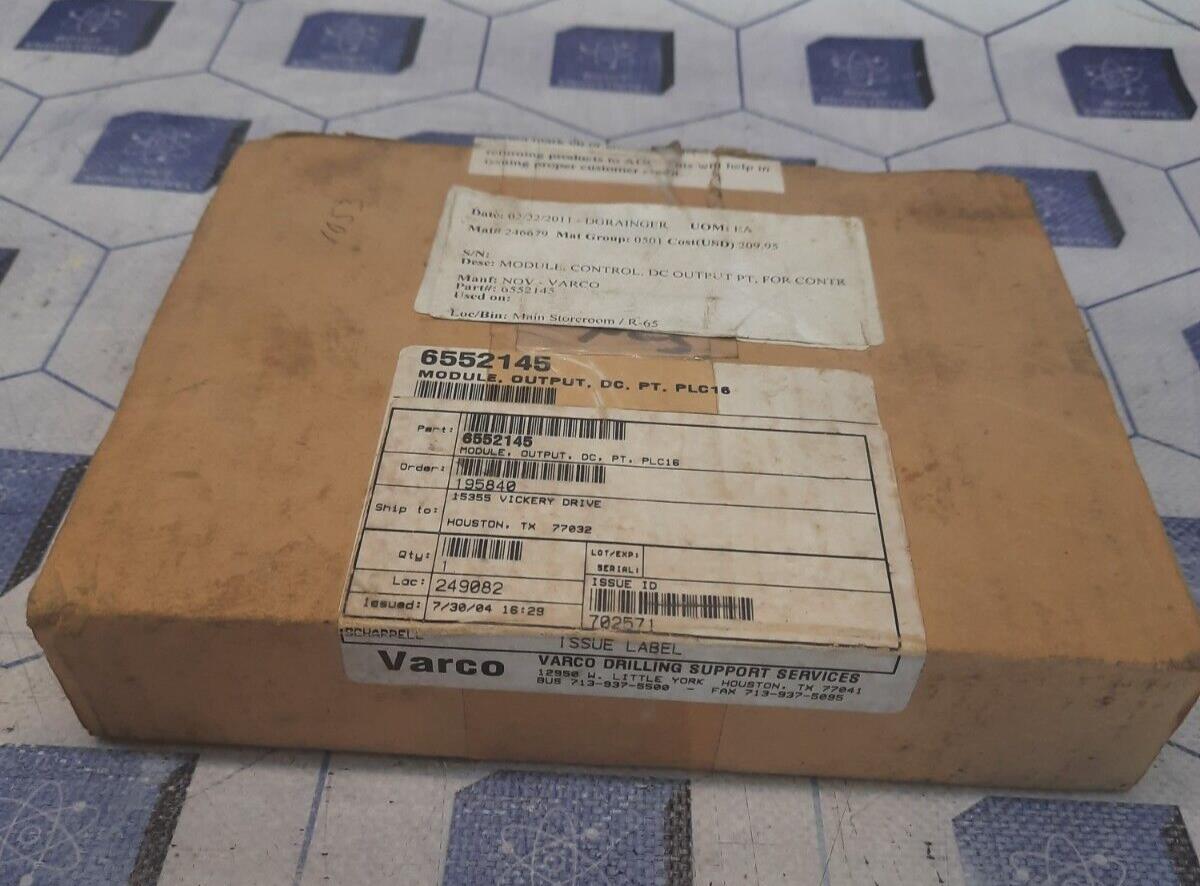 returning products to
will help in
issuing proper customer
1653
Date: 02/22/2011 - DGRAINGER UOM: EA
Mat# 246679 Mat Group: 0501 Cost(USD) 209.95
S/N:
Desc: MODULE, CONTROL, DC OUTPUT PT, FOR CONTR
Manf: NOV - VARCO
Part#: 6552145
Used on:
Loc/Bin: Main Storeroom / R-65
6552145
MODULE, OUTPUT, DC, PT, PLC16
Part:
6552145
MODULE, OUTPUT, DC, PT, PLC16
Order:
195840
Ship to:
15355 VICKERY DRIVE
HOUSTON, TX 77032
Qty:
1
LOT/EXP:
SERIAL:
Loc: 249082
ISSUE ID
Issued: 7/30/04 16:29
702571
SCHAPPELL
ISSUE LABEL
Varco
VARCO DRILLING SUPPORT SERVICES
12950 W. LITTLE YORK HOUSTON, TX 77041
BUS 713-937-5500 - FAX 713-937-5095